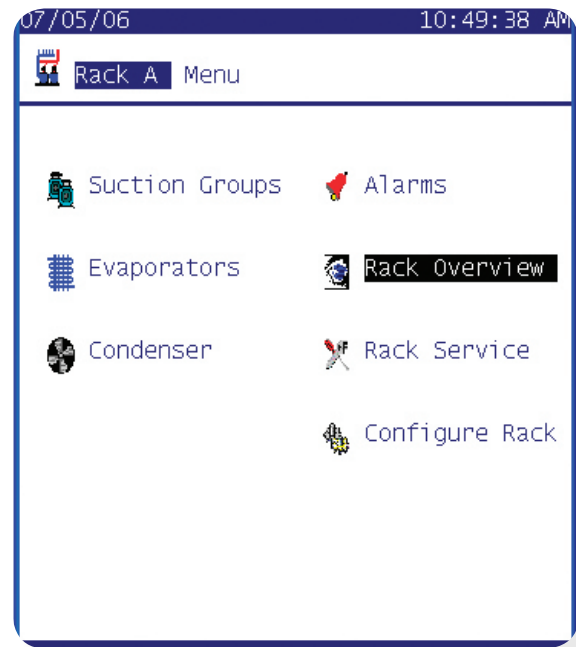 07/05/06 10:49:38 AM
Rack A Menu
Suction Groups Alarms
Evaporators Rack Overview
Condenser Rack Service
Configure Rack